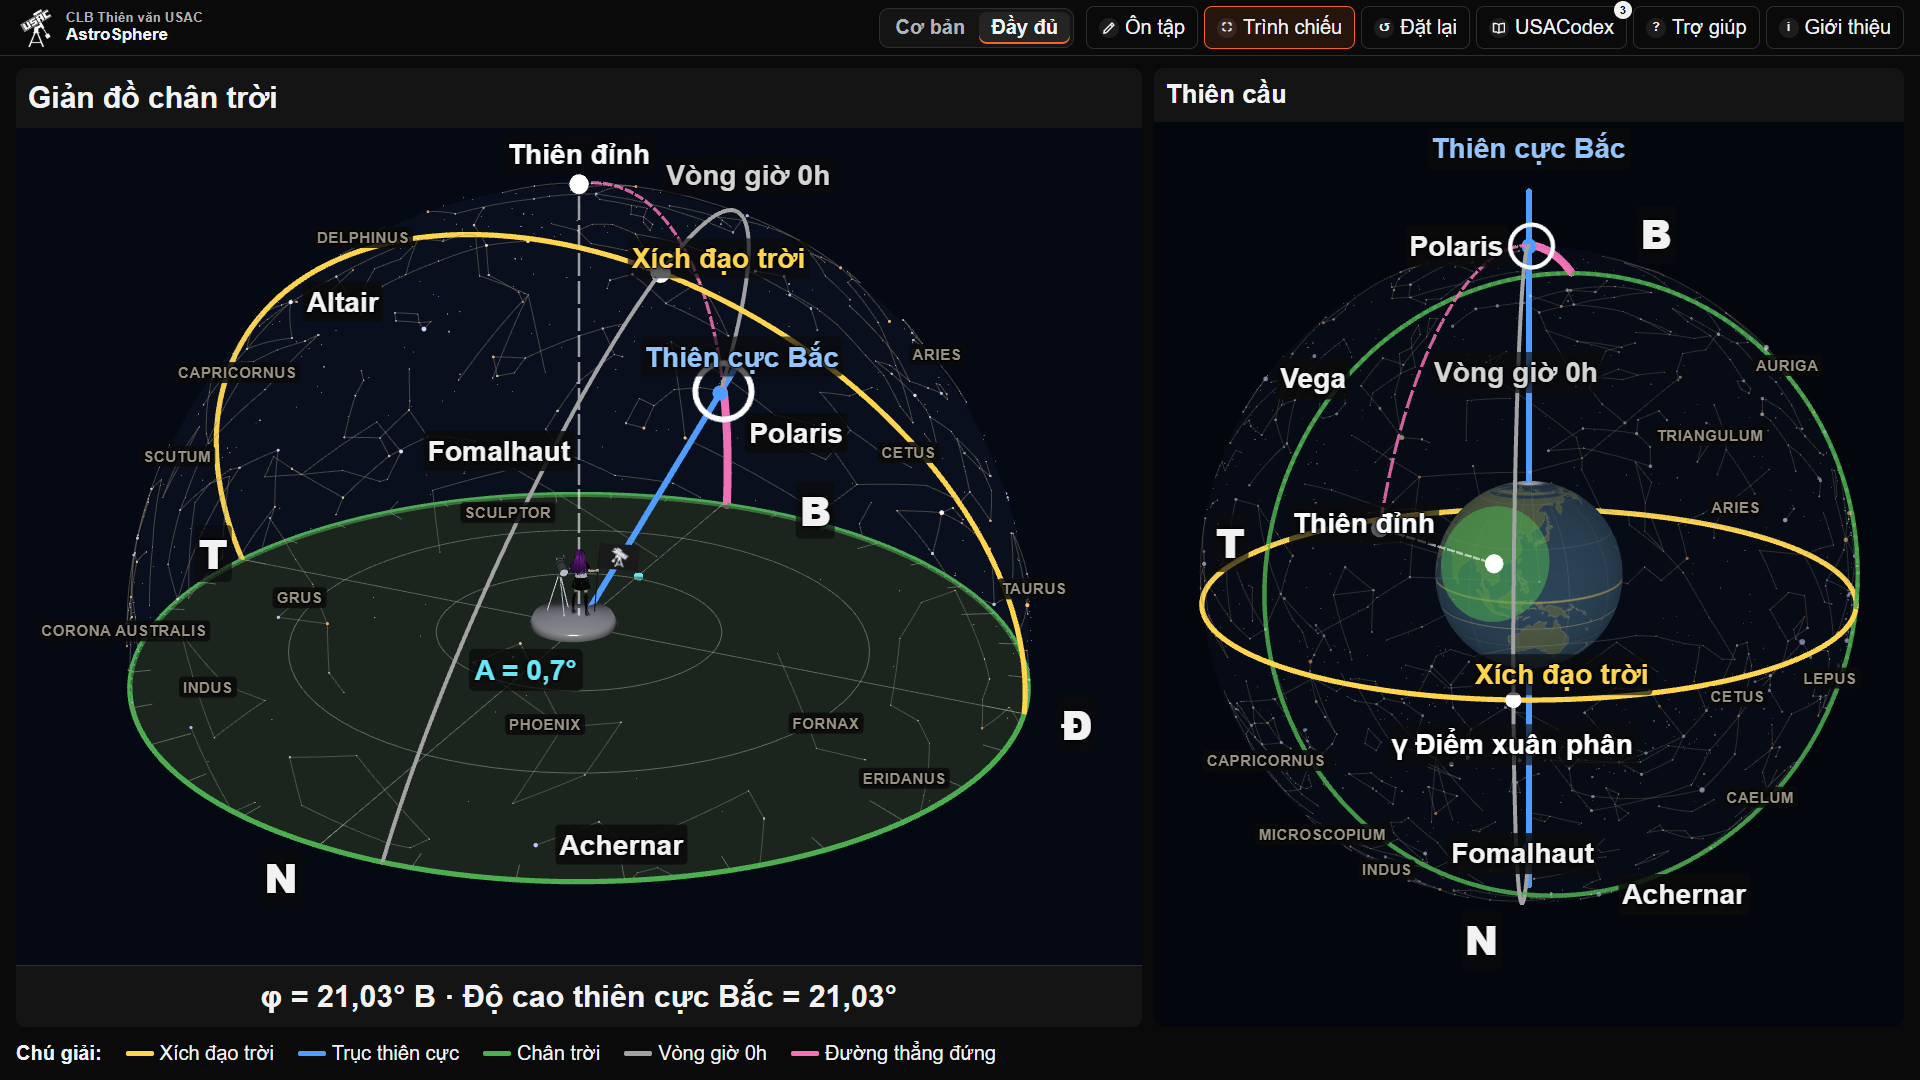 CLB Thiên văn USAC
AstroSphere
Cơ bản
Đầy đủ
Ôn tập
Trình chiếu
Đặt lại
USACodex
3
? Trợ giúp
i Giới thiệu
Giản đồ chân trời
Thiên đỉnh
Vòng giờ 0h
DELPHINUS
Xích đạo trời
Altair
Thiên cực Bắc
ARIES
CAPRICORNUS
Polaris
Fomalhaut
CETUS
SCUTUM
SCULPTOR
B
T
TAURUS
GRUS
CORONA AUSTRALIS
A = 0,7°
INDUS
PHOENIX
FORNAX
Đ
ERIDANUS
Achernar
N
φ = 21,03° B · Độ cao thiên cực Bắc = 21,03°
Thiên cầu
Thiên cực Bắc
B
Polaris
AURIGA
Vega
Vòng giờ 0h
TRIANGULUM
ARIES
Thiên đỉnh
T
Xích đạo trời
LEPUS
CETUS
γ Điểm xuân phân
CAPRICORNUS
CAELUM
MICROSCOPIUM
Fomalhaut
INDUS
Achernar
N
Chú giải:
Xích đạo trời
Trục thiên cực
Chân trời
Vòng giờ 0h
Đường thẳng đứng